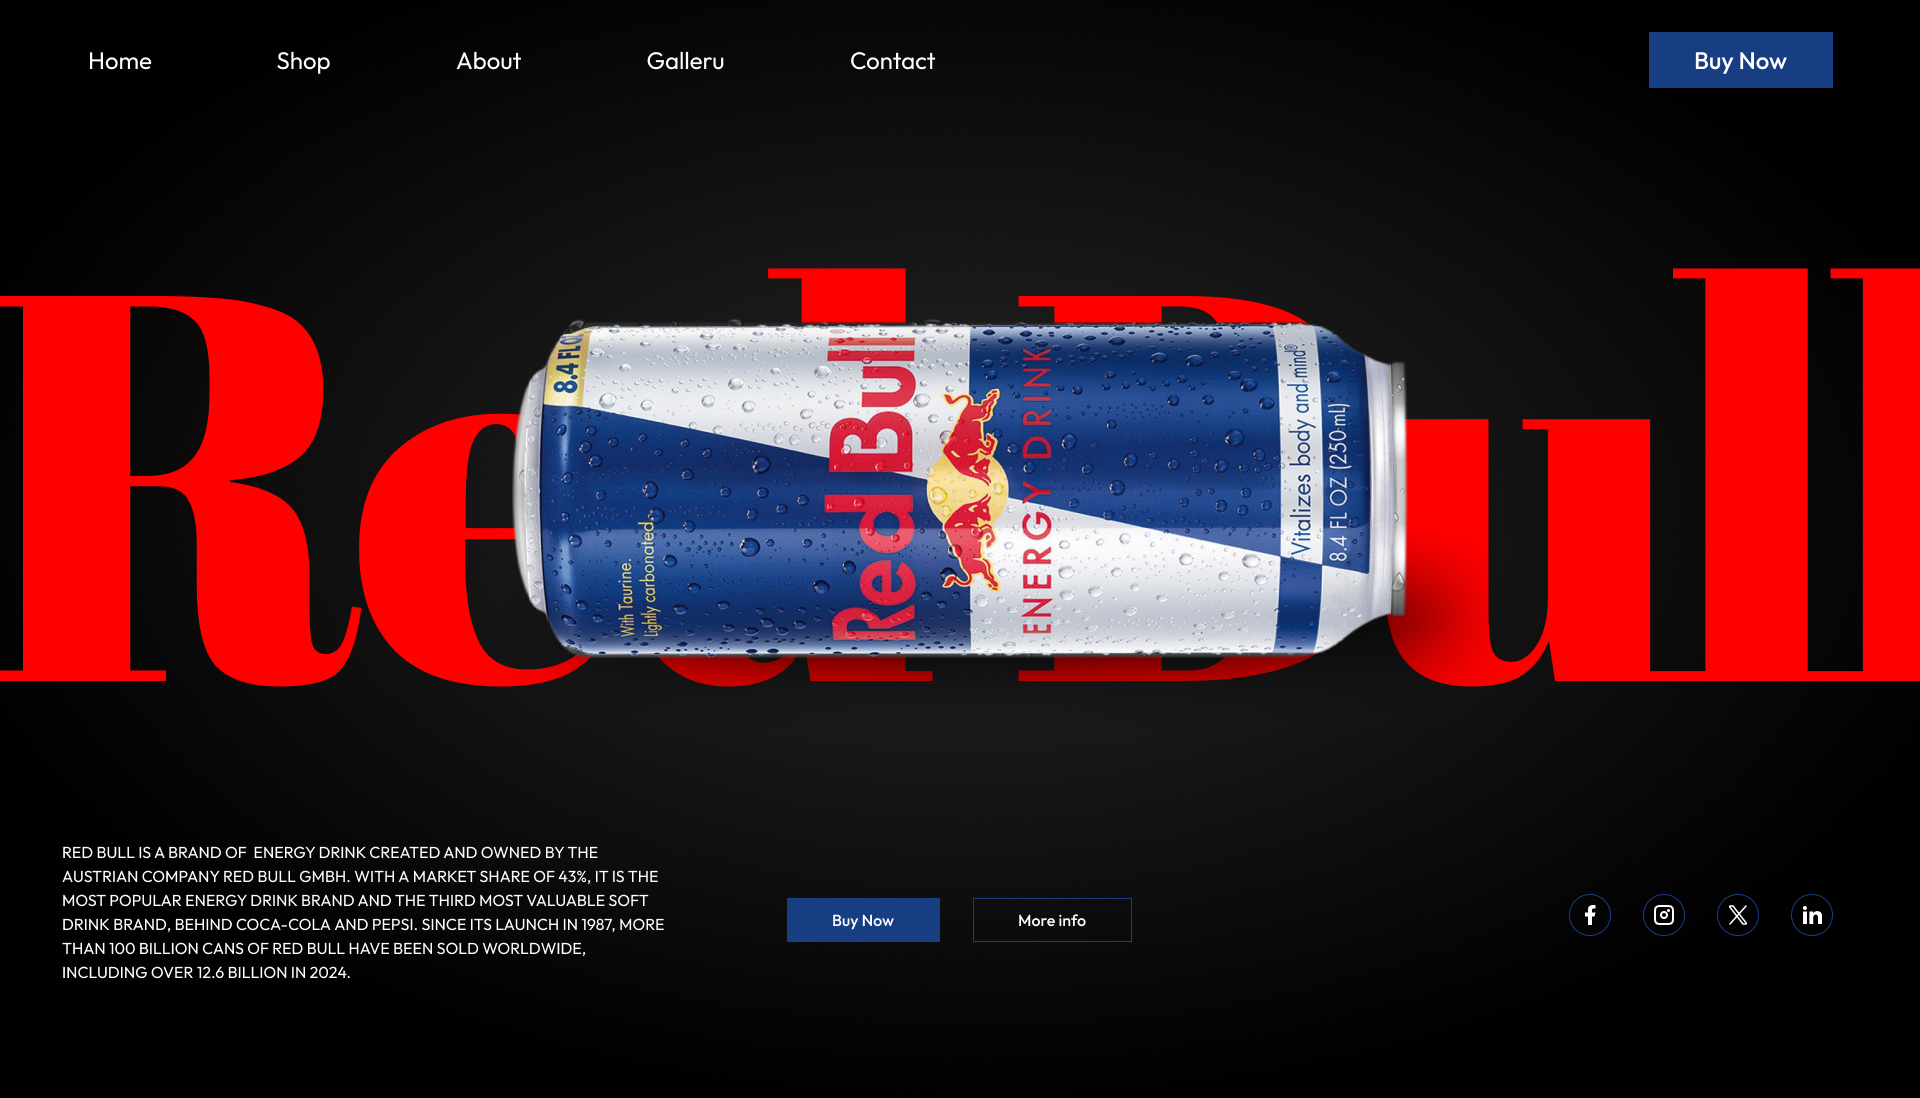 Home
Shop
About
Galleru
Contact
Buy Now
Red Bull
8.4 FL O
With Taurine.
Lightly carbonated.
Red Bull
ENERGY DRINK
Vitalizes body and mind®
8.4 FL OZ (250 mL)
RED BULL IS A BRAND OF  ENERGY DRINK CREATED AND OWNED BY THE
AUSTRIAN COMPANY RED BULL GMBH. WITH A MARKET SHARE OF 43%, IT IS THE
MOST POPULAR ENERGY DRINK BRAND AND THE THIRD MOST VALUABLE SOFT
DRINK BRAND, BEHIND COCA-COLA AND PEPSI. SINCE ITS LAUNCH IN 1987, MORE
THAN 100 BILLION CANS OF RED BULL HAVE BEEN SOLD WORLDWIDE,
INCLUDING OVER 12.6 BILLION IN 2024.
Buy Now
More info